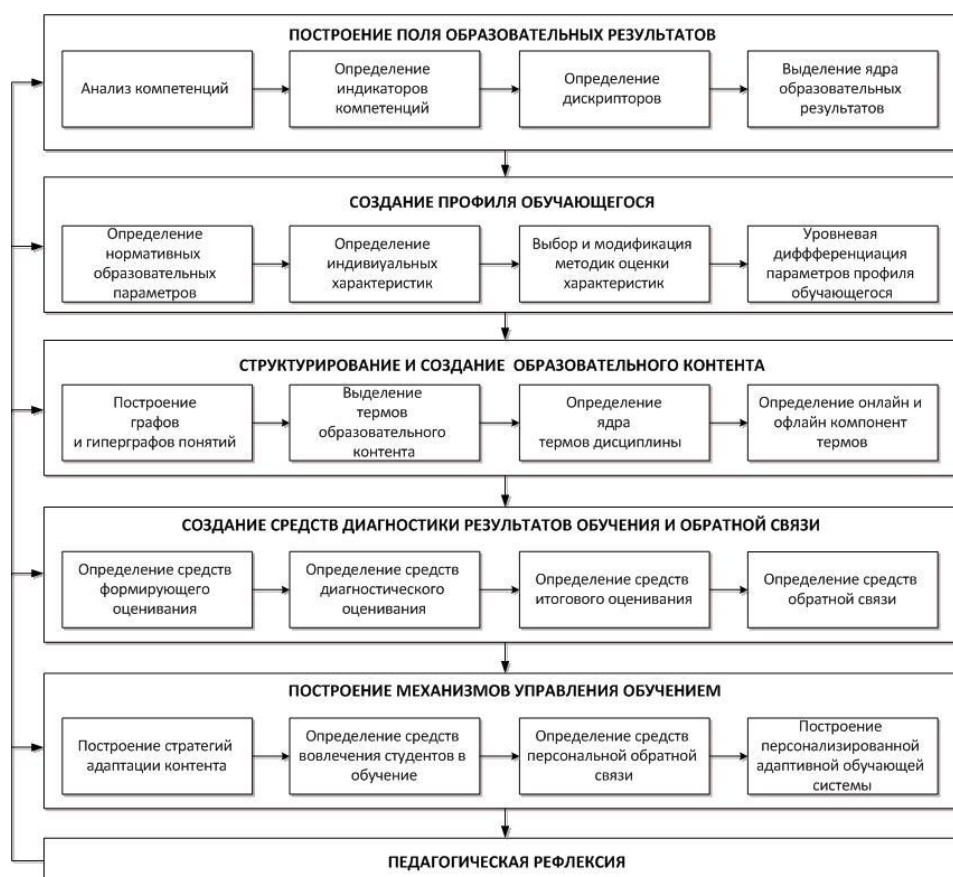 ПОСТРОЕНИЕ ПОЛЯ ОБРАЗОВАТЕЛЬНЫХ РЕЗУЛЬТАТОВ
Анализ компетенций
Определение
индикаторов
компетенций
Определение
дискрипторов
Выделение ядра
образовательных
результатов
СОЗДАНИЕ ПРОФИЛЯ ОБУЧАЮЩЕГОСЯ
Определение
нормативных
образовательных
параметров
Определение
индивиуальных
характеристик
Выбор и модификация
методик оценки
характеристик
Уровневая
диффференциация
параметров профиля
обучающегося
СТРУКТУРИРОВАНИЕ И СОЗДАНИЕ ОБРАЗОВАТЕЛЬНОГО КОНТЕНТА
Построение
графов
и гиперграфов понятий
Выделение
термов
образовательного
контента
Определение
ядра
термов дисциплины
Определение онлайн и
офлайн компонент
термов
СОЗДАНИЕ СРЕДСТВ ДИАГНОСТИКИ РЕЗУЛЬТАТОВ ОБУЧЕНИЯ И ОБРАТНОЙ СВЯЗИ
Определение средств
формирующего
оценивания
Определение средств
диагностического
оценивания
Определение средств
итогового оценивания
Определение средств
обратной связи
ПОСТРОЕНИЕ МЕХАНИЗМОВ УПРАВЛЕНИЯ ОБУЧЕНИЕМ
Построение стратегий
адаптации контента
Определение средств
вовлечения студентов в
обучение
Определение средств
персональной обратной
связи
Построение
персонализированной
адаптивной обучающей
системы
ПЕДАГОГИЧЕСКАЯ РЕФЛЕКСИЯ